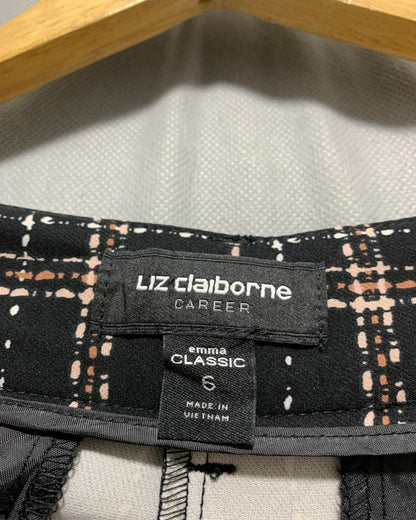 LIZ claiborne
CAREER
emma
CLASSIC
6
MADE IN
VIETNAM